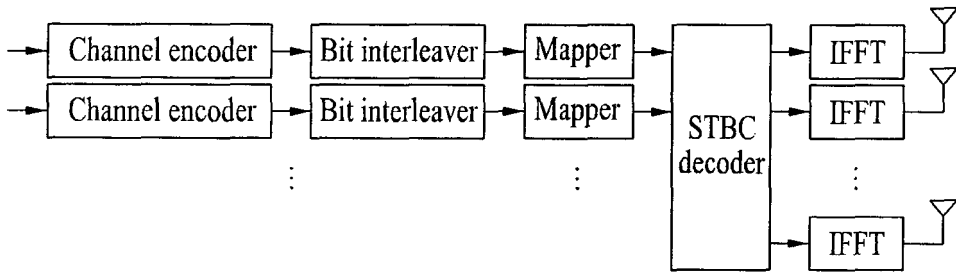 Channel encoder
Bit interleaver
Mapper
IFFT
Channel encoder
Bit interleaver
Mapper
IFFT
STBC
decoder
IFFT